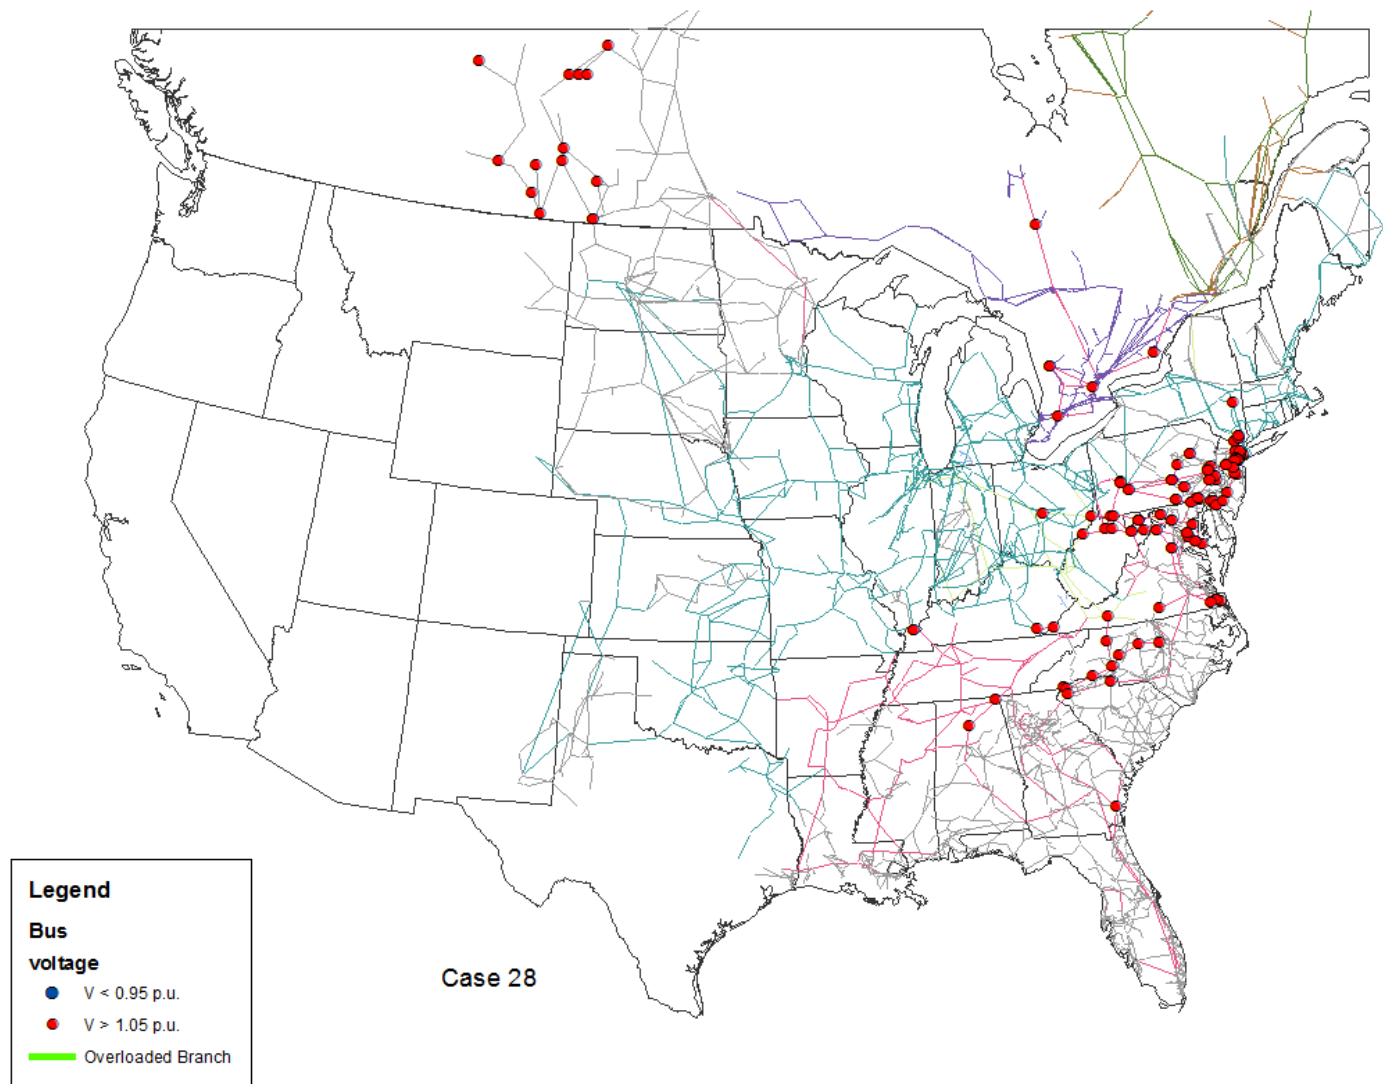 Legend
Bus
voltage
V < 0.95 p.u.
V > 1.05 p.u.
Overloaded Branch
Case 28